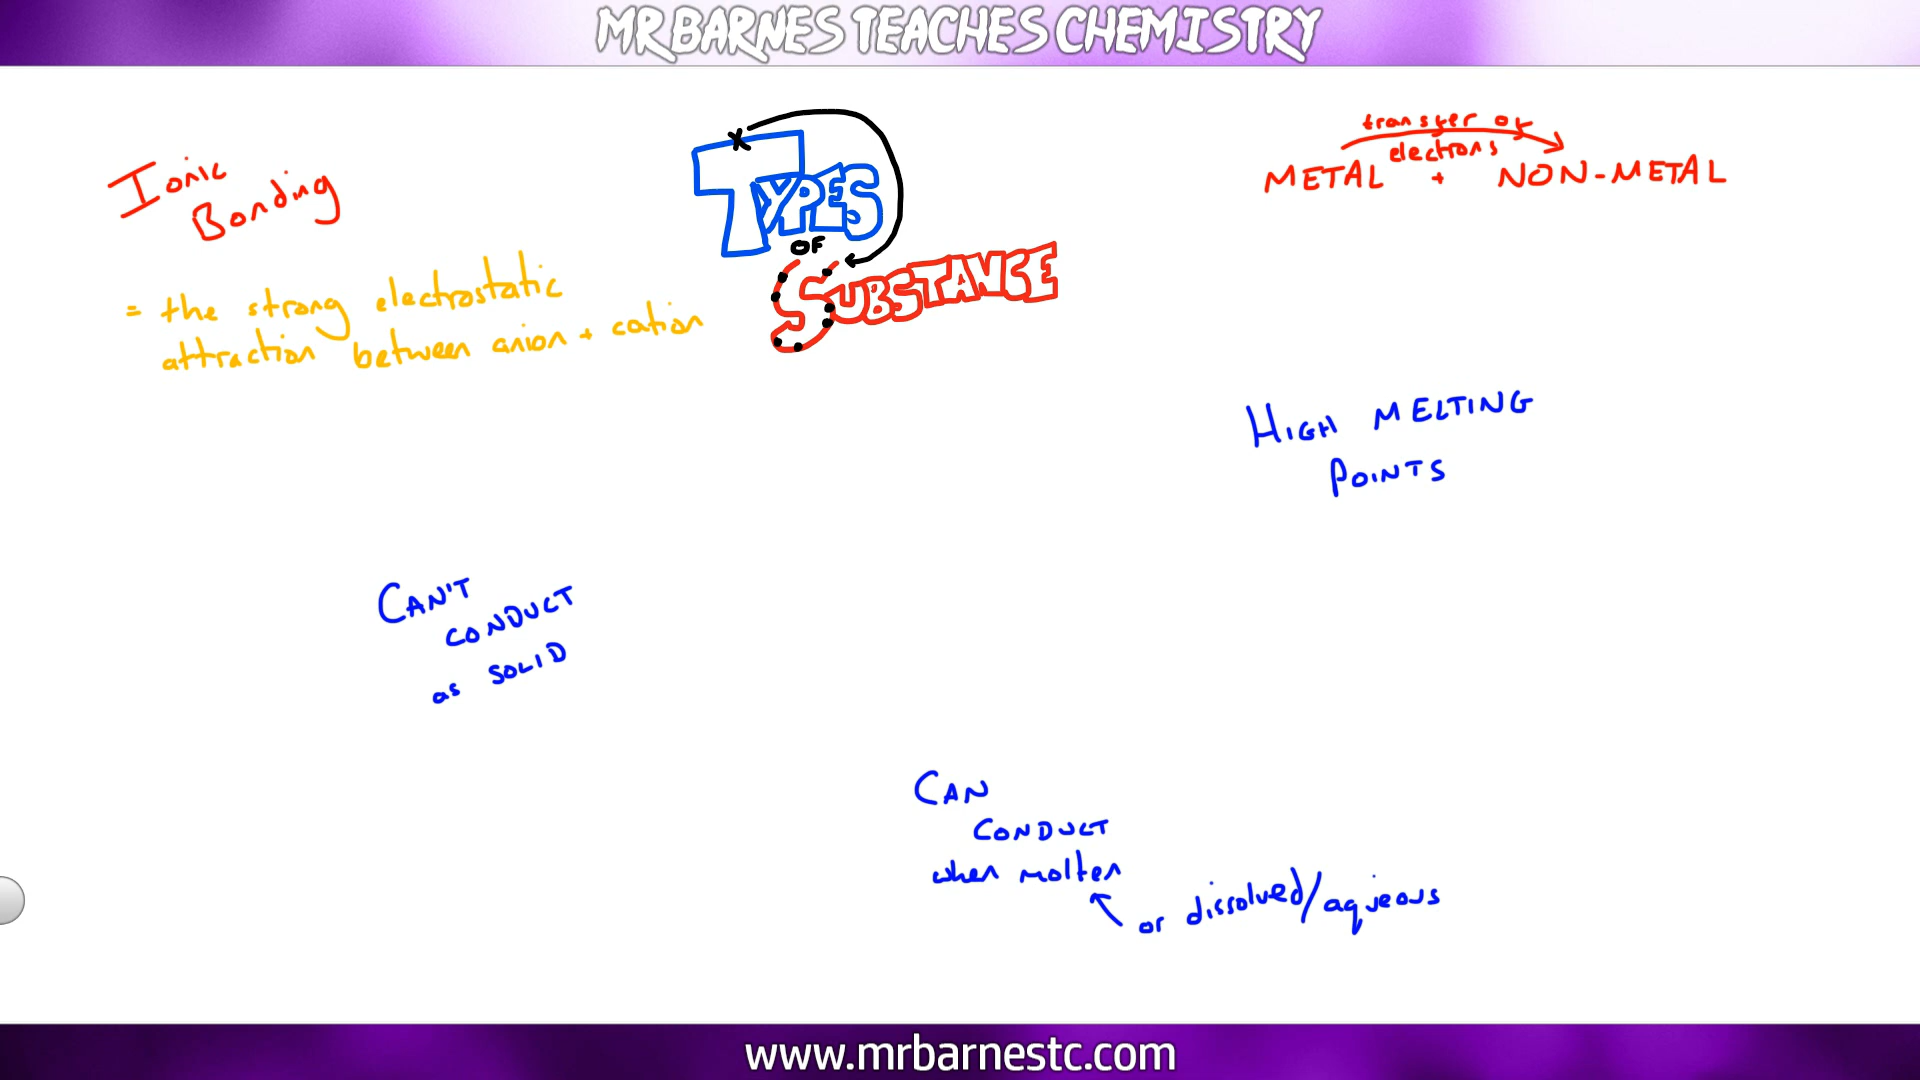 MR BARNES TEACHES CHEMISTRY
Ionic
Bonding
= the strong electrostatic
attraction between anion + cation
TYPES
OF
SUBSTANCE
transfer of
electrons
METAL + NON-METAL
HIGH MELTING
POINTS
CAN'T
CONDUCT
as SOLID
CAN
CONDUCT
when molten
or dissolved/aqueous
www.mrbarnestc.com